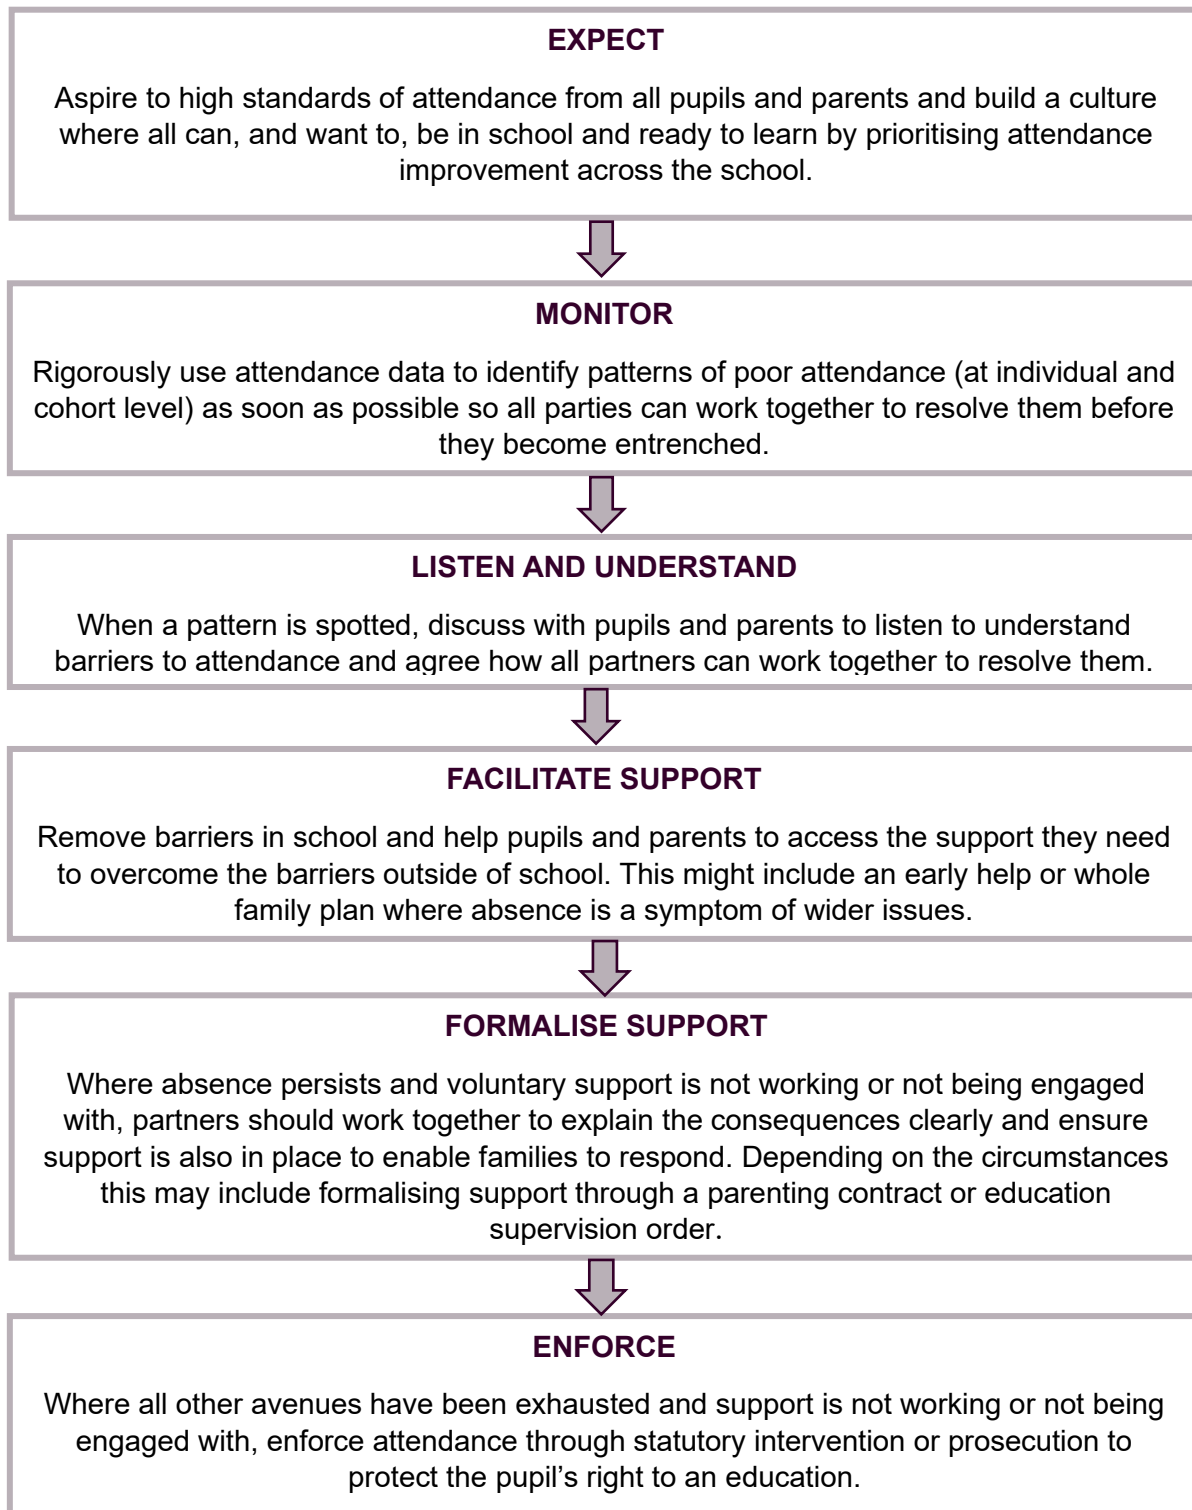 EXPECT
Aspire to high standards of attendance from all pupils and parents and build a culture
where all can, and want to, be in school and ready to learn by prioritising attendance
improvement across the school.
MONITOR
Rigorously use attendance data to identify patterns of poor attendance (at individual and
cohort level) as soon as possible so all parties can work together to resolve them before
they become entrenched.
LISTEN AND UNDERSTAND
When a pattern is spotted, discuss with pupils and parents to listen to understand
barriers to attendance and agree how all partners can work together to resolve them.
FACILITATE SUPPORT
Remove barriers in school and help pupils and parents to access the support they need
to overcome the barriers outside of school. This might include an early help or whole
family plan where absence is a symptom of wider issues.
FORMALISE SUPPORT
Where absence persists and voluntary support is not working or not being engaged
with, partners should work together to explain the consequences clearly and ensure
support is also in place to enable families to respond. Depending on the circumstances
this may include formalising support through a parenting contract or education
supervision order.
ENFORCE
Where all other avenues have been exhausted and support is not working or not being
engaged with, enforce attendance through statutory intervention or prosecution to
protect the pupil’s right to an education.